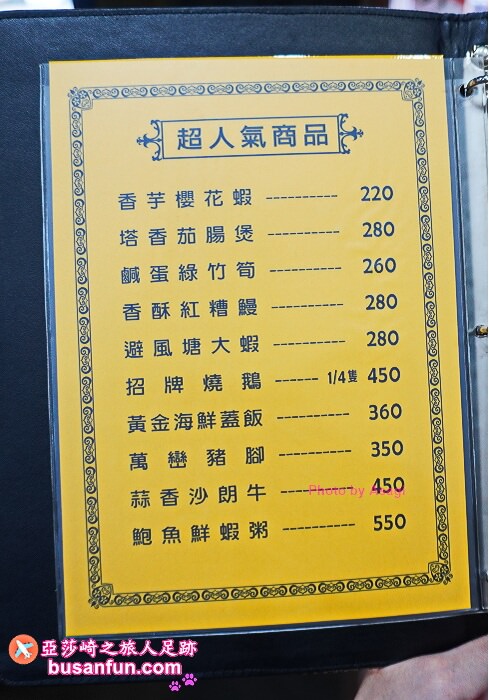 超人氣商品
香芋櫻花蝦 ---------- 220
塔香茄腸煲 ---------- 280
鹹蛋綠竹筍 ---------- 260
香酥紅糟鰻 ---------- 280
避風塘大蝦 ---------- 280
招牌燒鵝 ------ 1/4隻 450
黃金海鮮蓋飯 ---------- 360
萬巒豬腳 ---------- 350
蒜香沙朗牛 ---------- 450
Photo by
鮑魚鮮蝦粥 ---------- 550
亞莎崎之旅人足跡
busanfun.com